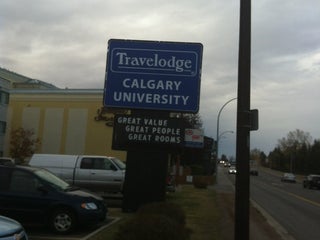 Travelodge
CALGARY
UNIVERSITY
GREAT VALUE
GREAT PEOPLE
GREAT ROOMS